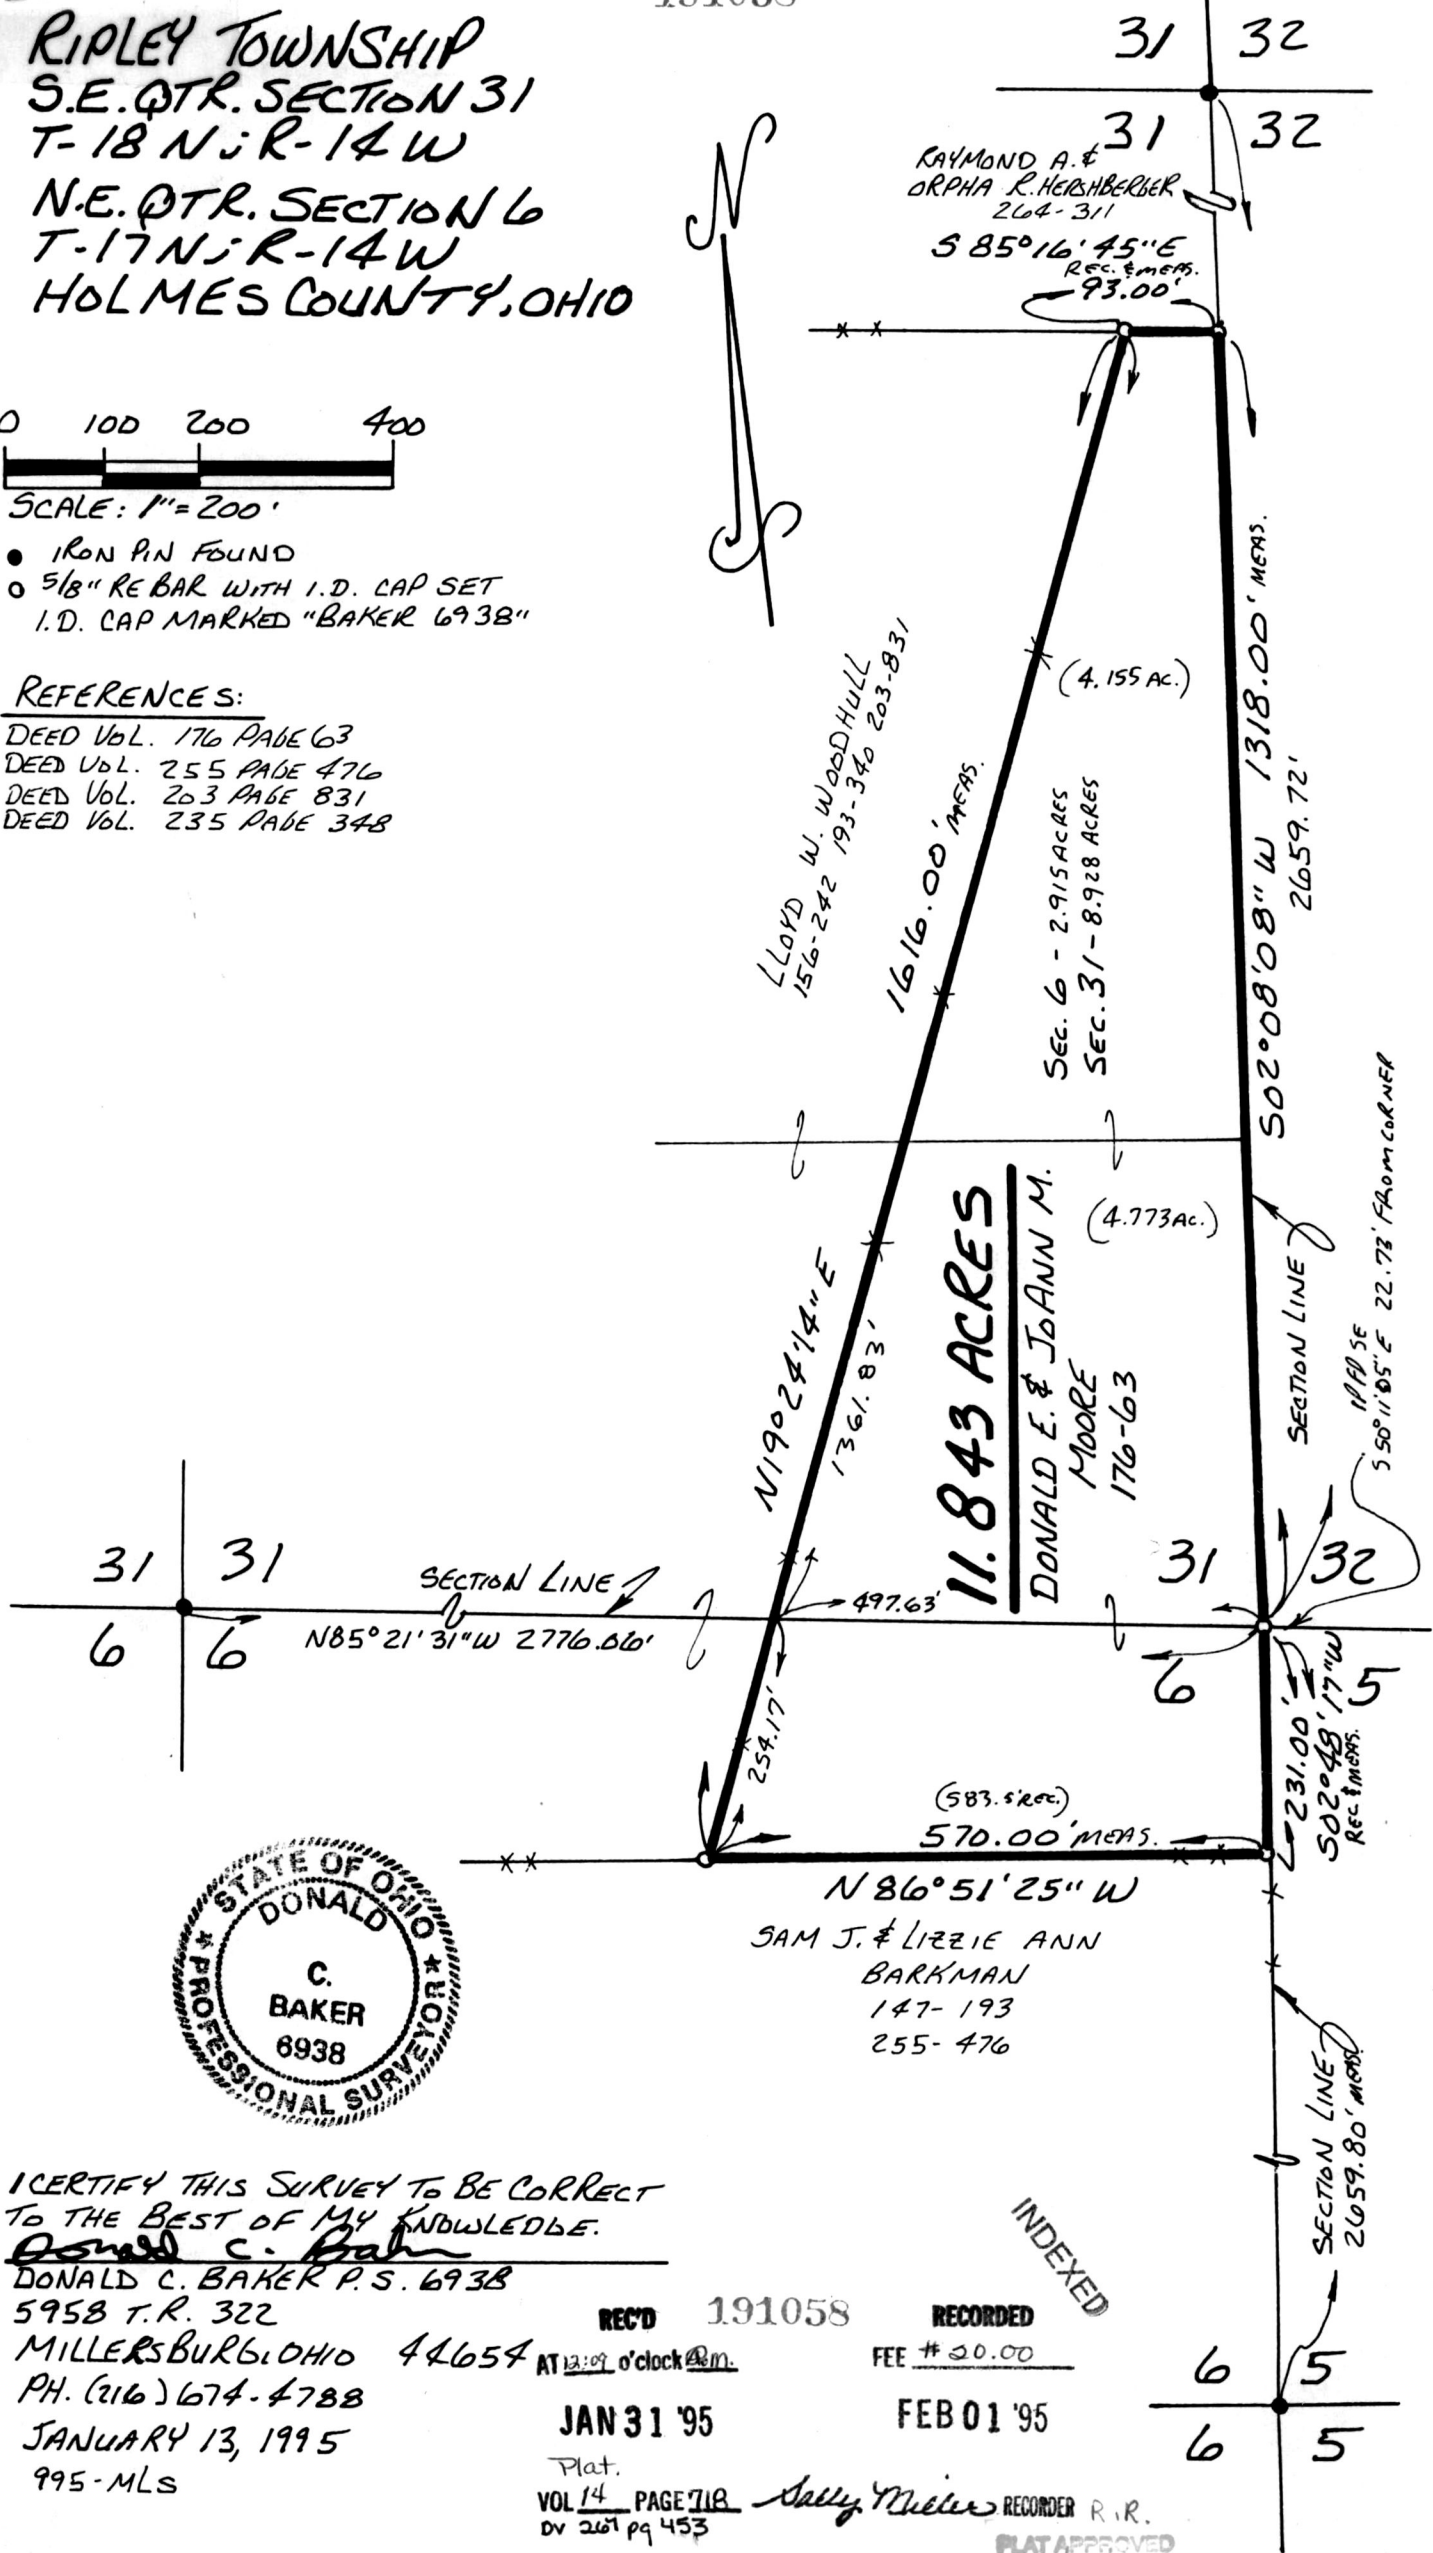 RIPLEY TOWNSHIP
S.E. QTR. SECTION 31
T-18 N; R-14 W
N.E. QTR. SECTION 6
T-17 N; R-14 W
HOLMES COUNTY, OHIO
0 100 200 400
SCALE: 1"=200'
● IRON PIN FOUND
o 5/8" REBAR WITH I.D. CAP SET
I.D. CAP MARKED "BAKER 6938"
REFERENCES:
DEED VOL. 176 PAGE 63
DEED VOL. 255 PAGE 476
DEED VOL. 203 PAGE 831
DEED VOL. 235 PAGE 348
N
S
31 32
31 32
RAYMOND A. &
ORPHA R. HERSHBERGER
264-311
S 85°16'45" E
REC. & MEAS.
93.00'
(4.155 AC.)
LLOYD W. WOODHULL
156-242 193-340 203-831
1616.00' MEAS.
N19°24'14" E
1361.83'
SEC. 6 - 2.915 ACRES
SEC. 31 - 8.928 ACRES
S02°08'08" W 1318.00' MEAS.
2659.72'
11.843 ACRES
DONALD E. & JOANN M.
MOORE
176-63
(4.773 AC.)
SECTION LINE
IPFD SE
S 50°11'05" E 22.73' FROM CORNER
31 31
6 6
SECTION LINE
N85°21'31"W 2776.06'
497.63'
31 32
6 5
254.17'
231.00'
S02°48'17"W
REC & MEAS.
(583.5' REC.)
570.00' MEAS.
N 86°51'25" W
SAM J. & LIZZIE ANN
BARKMAN
147-193
255-476
SECTION LINE
2659.80' MEAS.
6 5
6 5
STATE OF OHIO
DONALD
C.
BAKER
6938
PROFESSIONAL SURVEYOR
I CERTIFY THIS SURVEY TO BE CORRECT
TO THE BEST OF MY KNOWLEDGE.
Donald C. Baker
DONALD C. BAKER P.S. 6938
5958 T.R. 322
MILLERSBURG, OHIO 44654
PH. (216) 674-4788
JANUARY 13, 1995
995-MLS
INDEXED
REC'D 191058
AT 12:09 o'clock P.m.
JAN 31 '95
RECORDED
FEE # 20.00
FEB 01 '95
Plat.
VOL 14 PAGE 718 Sally Miller RECORDER R.R.
DV 267 pg 453
PLAT APPROVED